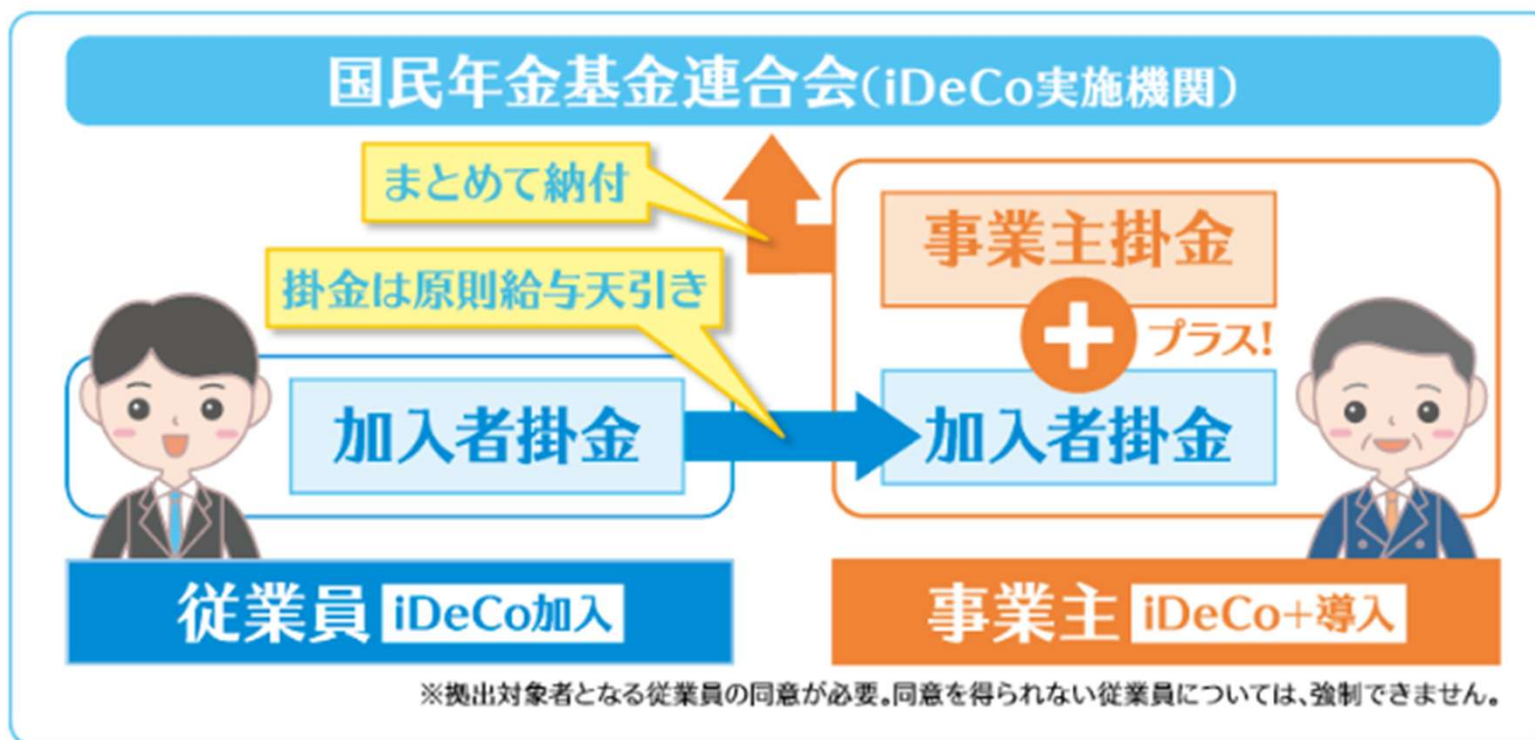 国民年金基金連合会(iDeCo実施機関)
まとめて納付
掛金は原則給与天引き
事業主掛金
プラス!
加入者掛金
加入者掛金
従業員 iDeCo加入
事業主 iDeCo+導入
※拠出対象者となる従業員の同意が必要。同意を得られない従業員については、強制できません。